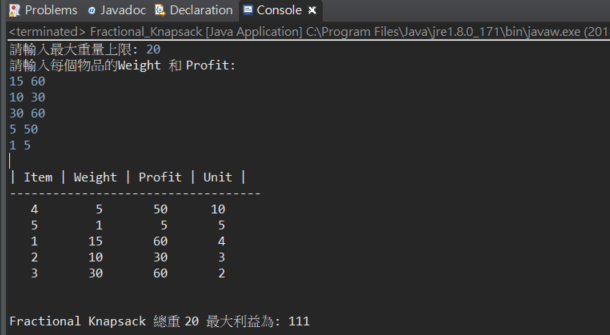 Problems Javadoc Declaration Console
<terminated> Fractional_Knapsack [Java Application] C:\Program Files\Java\jre1.8.0_171\bin\javaw.exe (201
請輸入最大重量上限: 20
請輸入每個物品的Weight 和 Profit:
15 60
10 30
30 60
5 50
1 5
| Item | Weight | Profit | Unit |
------------------------------------
4 5 50 10
5 1 5 5
1 15 60 4
2 10 30 3
3 30 60 2
Fractional Knapsack 總重 20 最大利益為: 111